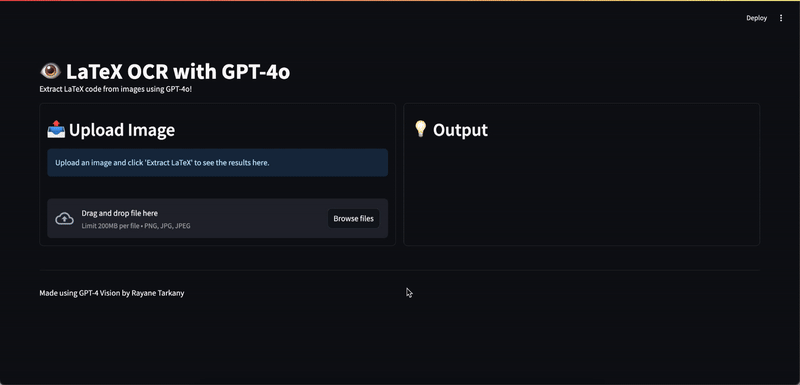 Deploy
LaTeX OCR with GPT-4o
Extract LaTeX code from images using GPT-4o!
Upload Image
Upload an image and click 'Extract LaTeX' to see the results here.
Drag and drop file here
Limit 200MB per file • PNG, JPG, JPEG
Browse files
Output
Made using GPT-4 Vision by Rayane Tarkany